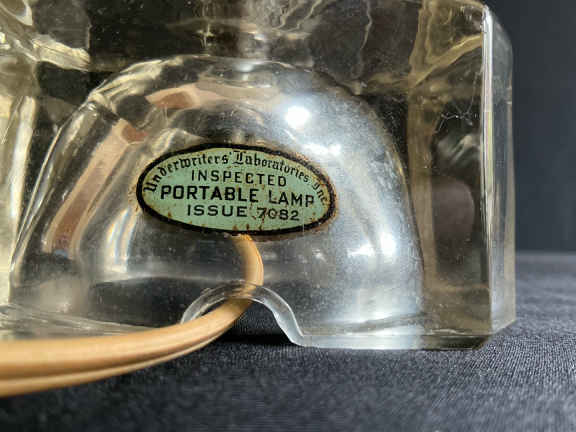 Underwriters' Laboratories Inc.
INSPECTED
PORTABLE LAMP
ISSUE 7082